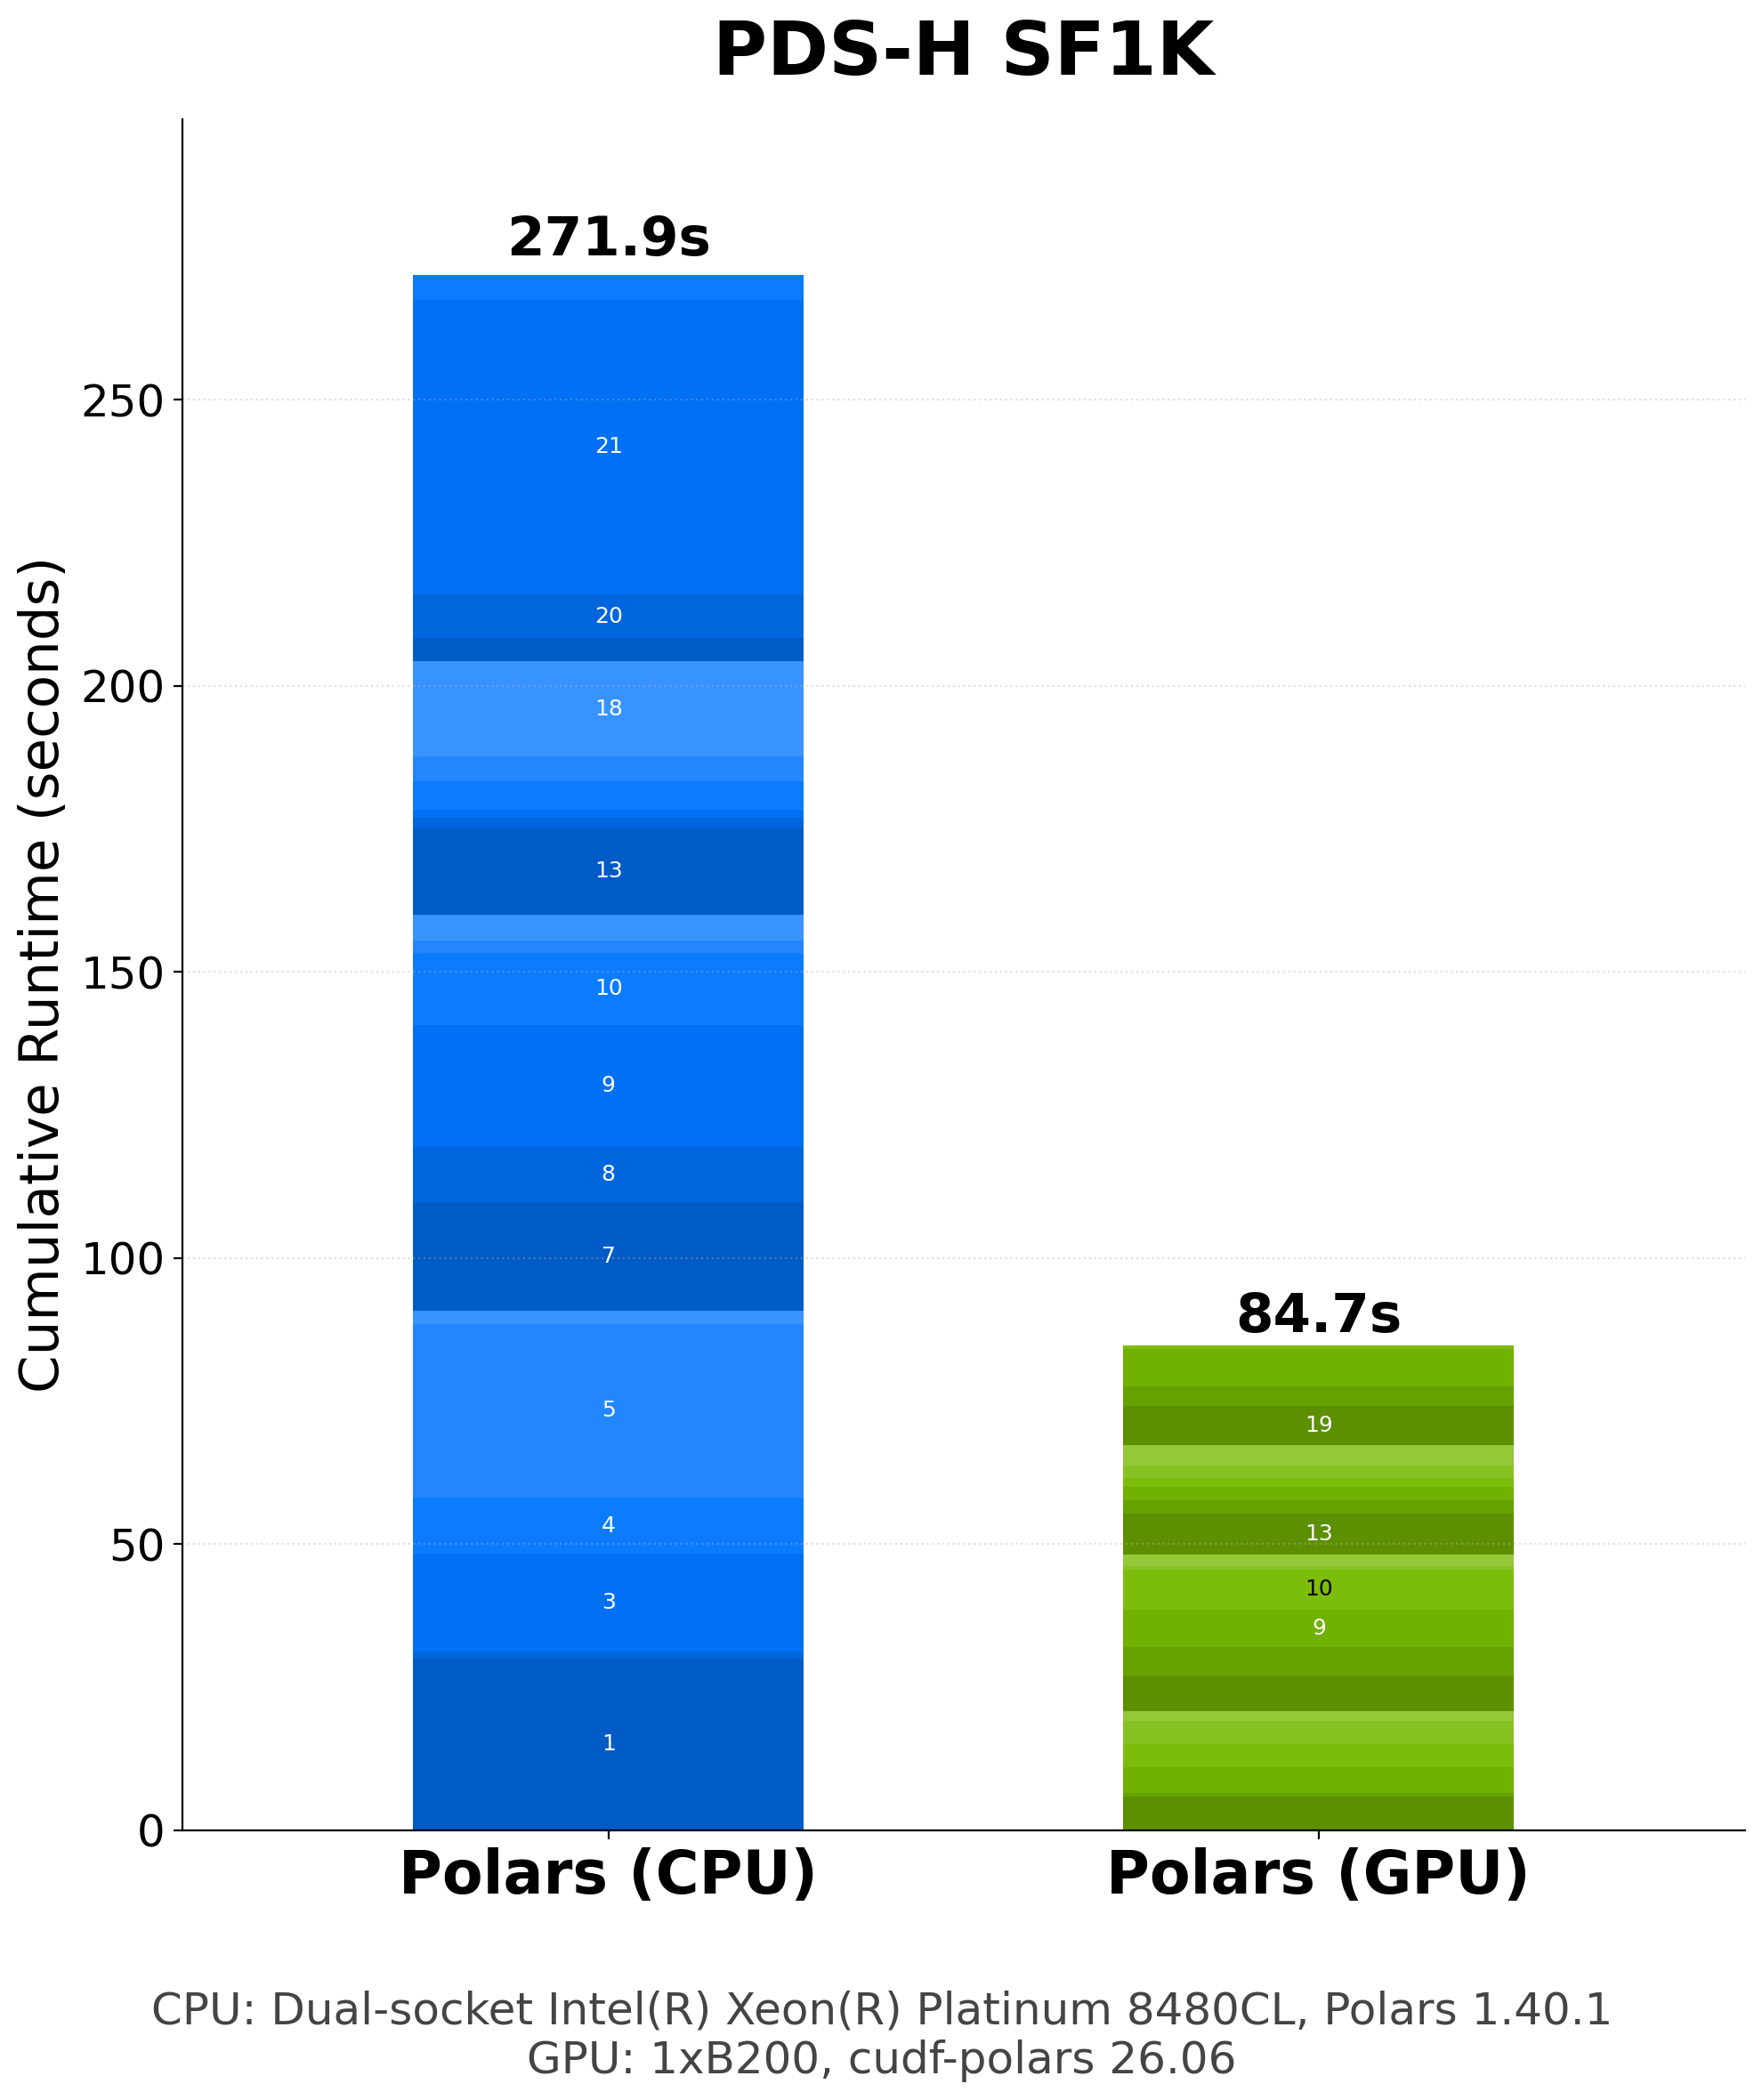 PDS-H SF1K
Cumulative Runtime (seconds)
250
200
150
100
50
0
271.9s
21
20
18
13
10
9
8
7
5
4
3
1
84.7s
19
13
10
9
Polars (CPU)
Polars (GPU)
CPU: Dual-socket Intel(R) Xeon(R) Platinum 8480CL, Polars 1.40.1
GPU: 1xB200, cudf-polars 26.06